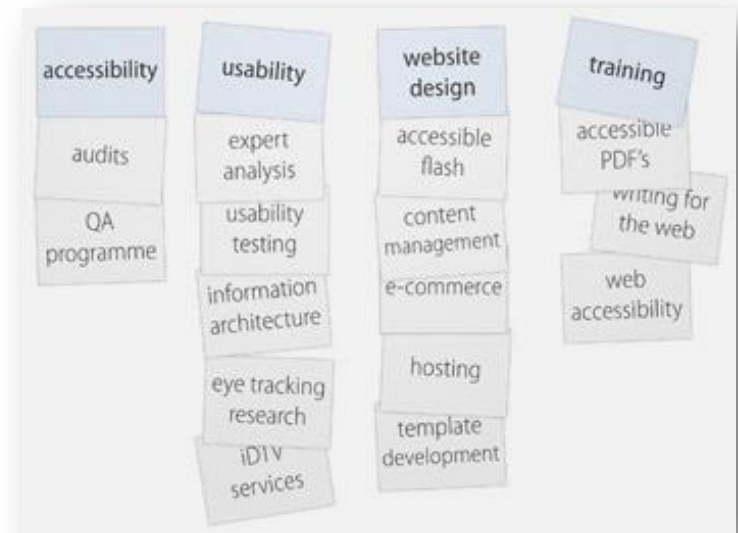 accessibility
audits
QA
programme
usability
expert
analysis
usability
testing
information
architecture
eye tracking
research
iDTV
services
website
design
accessible
flash
content
management
e-commerce
hosting
template
development
training
accessible
PDF's
writing for
the web
web
accessibility